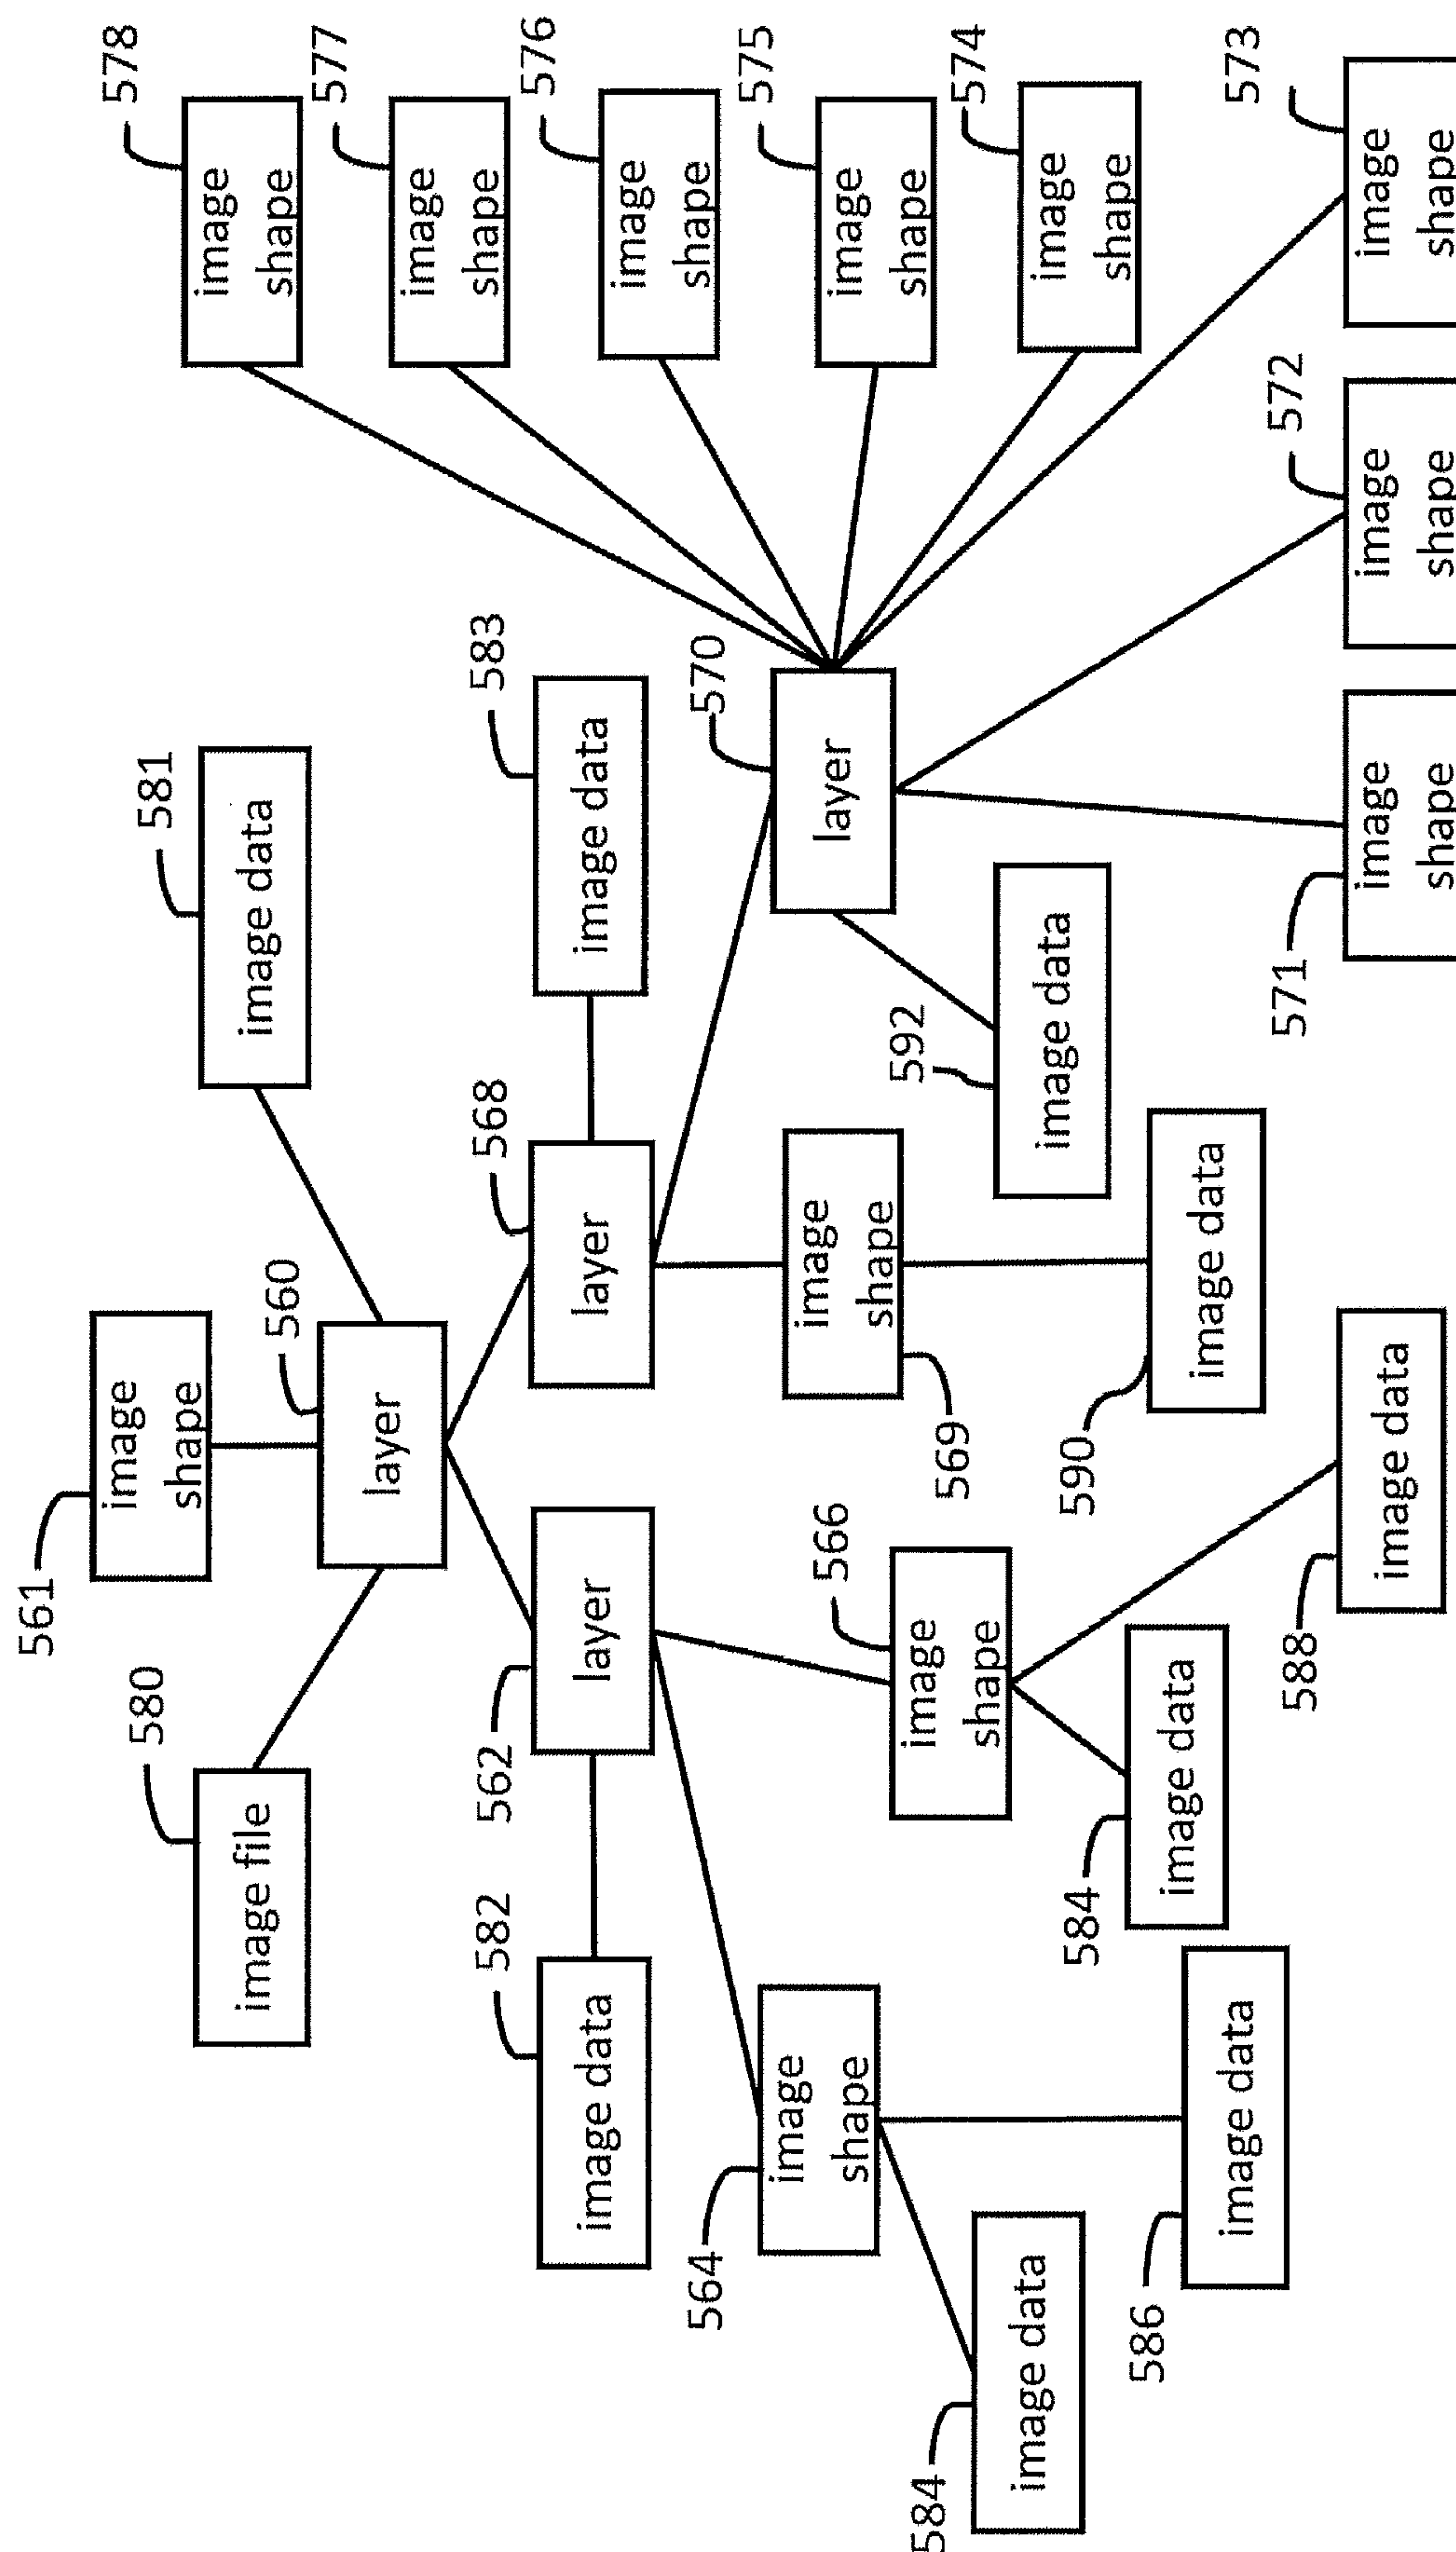 561
image
shape
580
image file
560
layer
581
image data
582
image data
562
layer
568
layer
583
image data
564
image
shape
566
image
shape
569
image
shape
570
layer
584
image data
586
image data
584
image data
588
image data
590
image data
592
image data
578
image
shape
577
image
shape
576
image
shape
575
image
shape
574
image
shape
573
image
shape
572
image
shape
571
image
shape